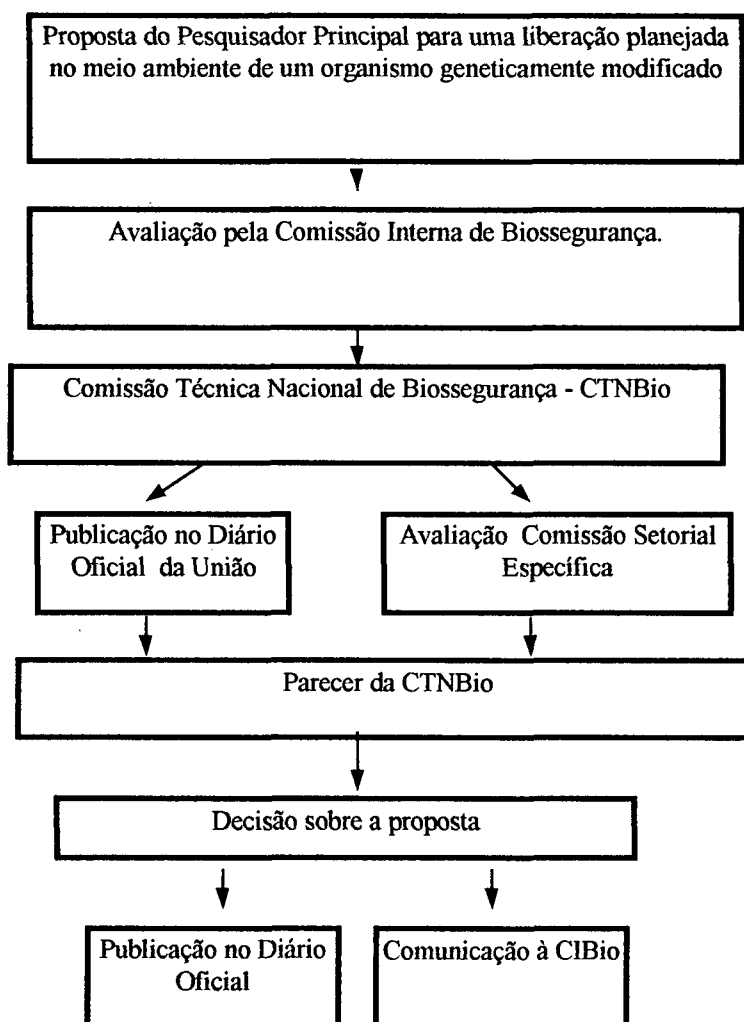 Proposta do Pesquisador Principal para uma liberação planejada
no meio ambiente de um organismo geneticamente modificado
Avaliação pela Comissão Interna de Biossegurança.
Comissão Técnica Nacional de Biossegurança - CTNBio
Publicação no Diário
Oficial da União
Avaliação Comissão Setorial
Específica
Parecer da CTNBio
Decisão sobre a proposta
Publicação no Diário
Oficial
Comunicação à CIBio